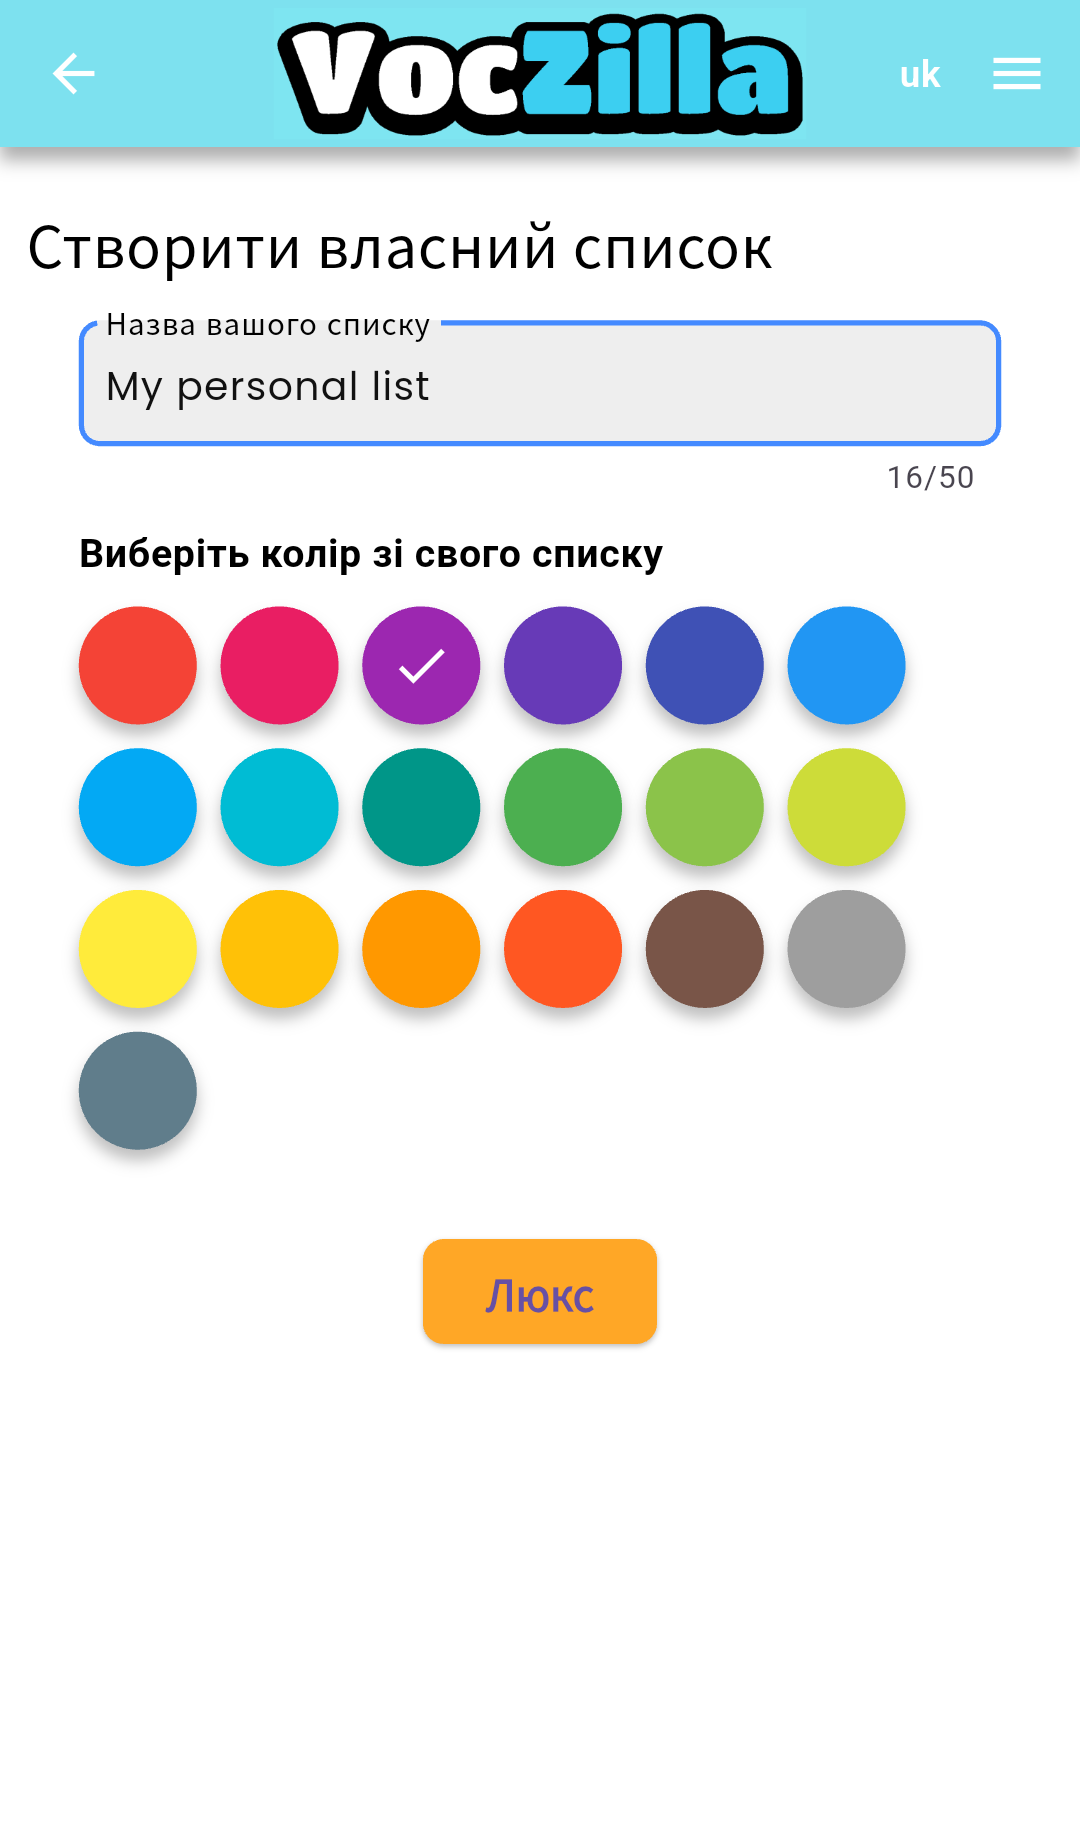 VocZilla
uk
Створити власний список
Назва вашого списку
My personal list
16/50
Виберіть колір зі свого списку
Люкс